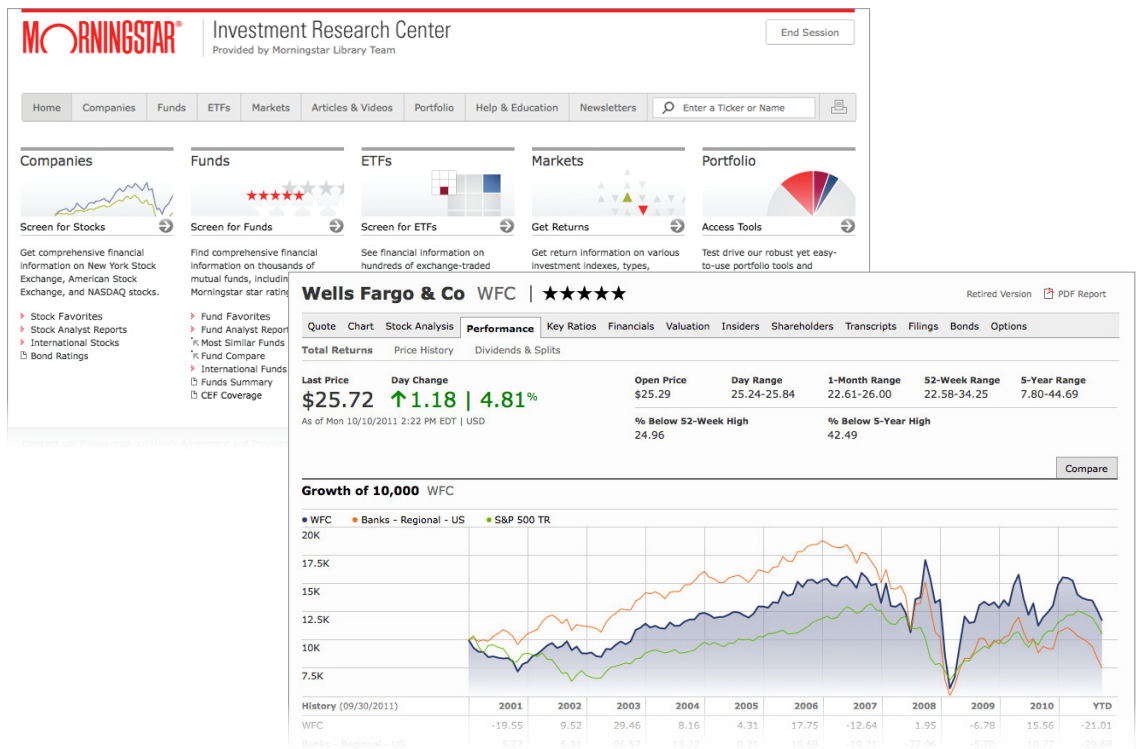 MORNINGSTAR® Investment Research Center
Provided by Morningstar Library Team
End Session
Home Companies Funds ETFs Markets Articles & Videos Portfolio Help & Education Newsletters Enter a Ticker or Name
Companies
Screen for Stocks
Get comprehensive financial
information on New York Stock
Exchange, American Stock
Exchange, and NASDAQ stocks.
Stock Favorites
Stock Analyst Reports
International Stocks
Bond Ratings
Funds
Screen for Funds
Find comprehensive financial
information on thousands of
mutual funds, includin
Morningstar star rating
Fund Favorites
Fund Analyst Report
Most Similar Funds
Fund Compare
International Funds
Funds Summary
CEF Coverage
ETFs
Screen for ETFs
See financial information on
hundreds of exchange-traded
Markets
Get Returns
Get return information on various
investment indexes, types,
Portfolio
Access Tools
Test drive our robust yet easy-
to-use portfolio tools and
Wells Fargo & Co WFC | ★★★★★
Retired Version PDF Report
Quote Chart Stock Analysis Performance Key Ratios Financials Valuation Insiders Shareholders Transcripts Filings Bonds Options
Total Returns Price History Dividends & Splits
Last Price Day Change
$25.72 1.18 | 4.81%
As of Mon 10/10/2011 2:22 PM EDT | USD
Open Price Day Range 1-Month Range 52-Week Range 5-Year Range
$25.29 25.24-25.84 22.61-26.00 22.58-34.25 7.80-44.69
% Below 52-Week High % Below 5-Year High
24.96 42.49
Compare
Growth of 10,000 WFC
WFC Banks - Regional - US S&P 500 TR
20K
17.5K
15K
12.5K
10K
7.5K
History (09/30/2011) 2001 2002 2003 2004 2005 2006 2007 2008 2009 2010 YTD
WFC -19.55 9.52 29.46 8.16 4.31 17.75 -12.64 1.95 -6.78 15.56 -21.01
Banks - Regional - US